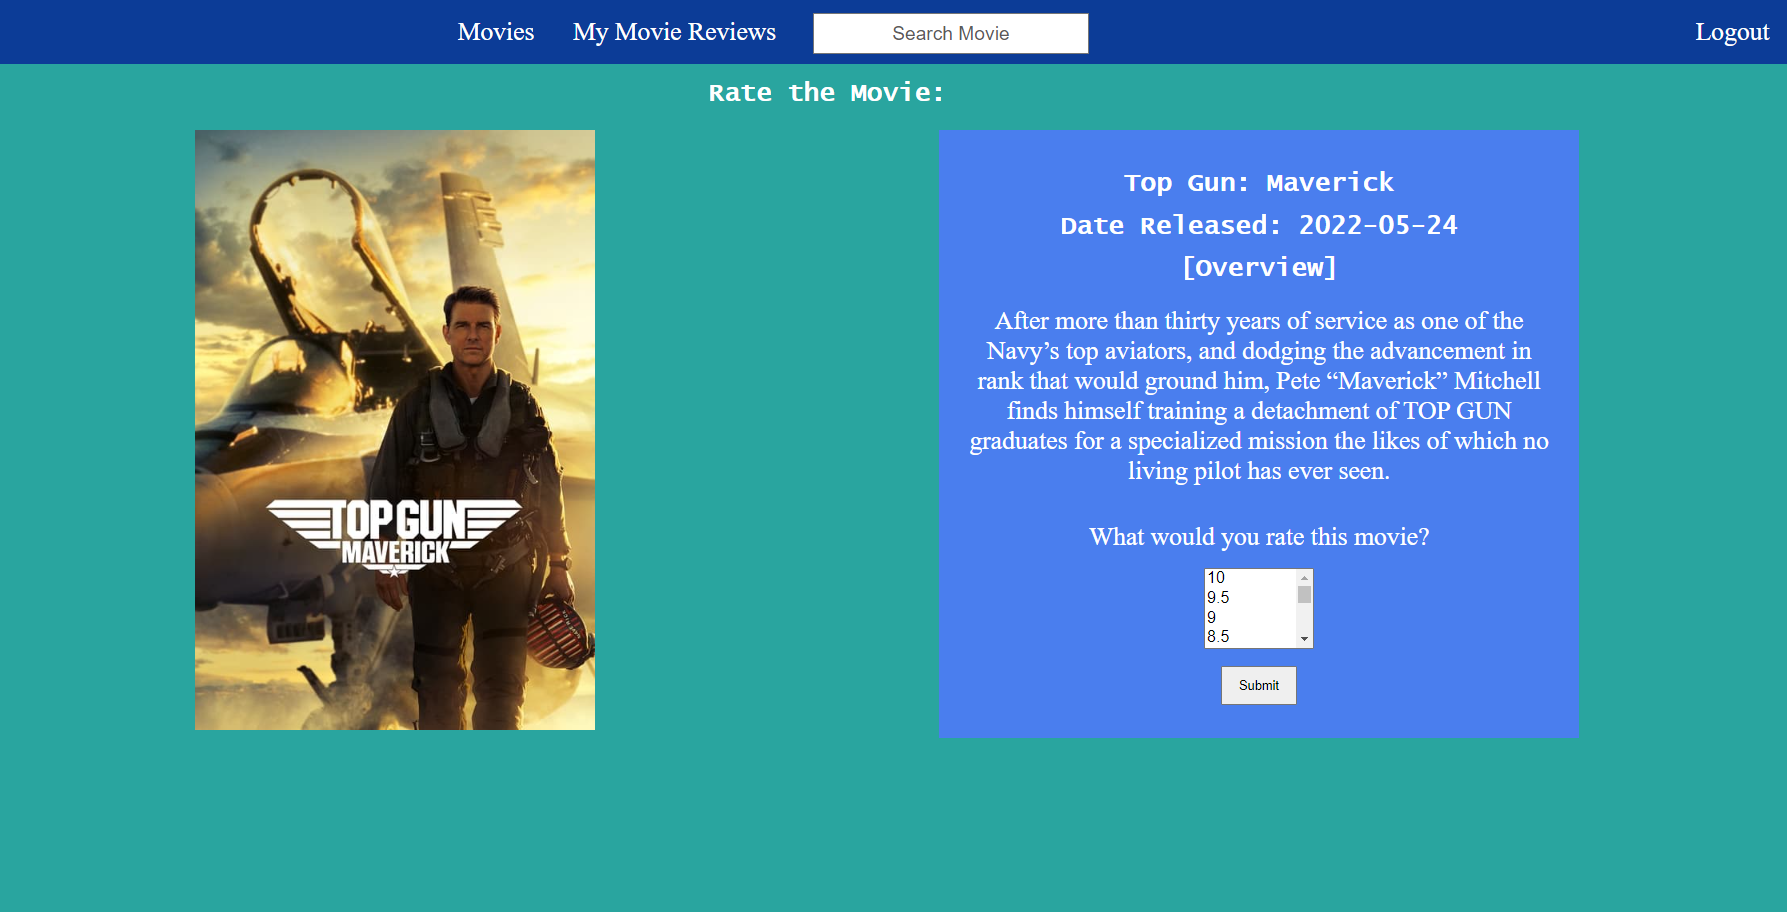 Movies
My Movie Reviews
Search Movie
Logout
Rate the Movie:
TOP GUN
MAVERICK
Top Gun: Maverick
Date Released: 2022-05-24
[Overview]
After more than thirty years of service as one of the
Navy’s top aviators, and dodging the advancement in
rank that would ground him, Pete “Maverick” Mitchell
finds himself training a detachment of TOP GUN
graduates for a specialized mission the likes of which no
living pilot has ever seen.
What would you rate this movie?
10
9.5
9
8.5
Submit